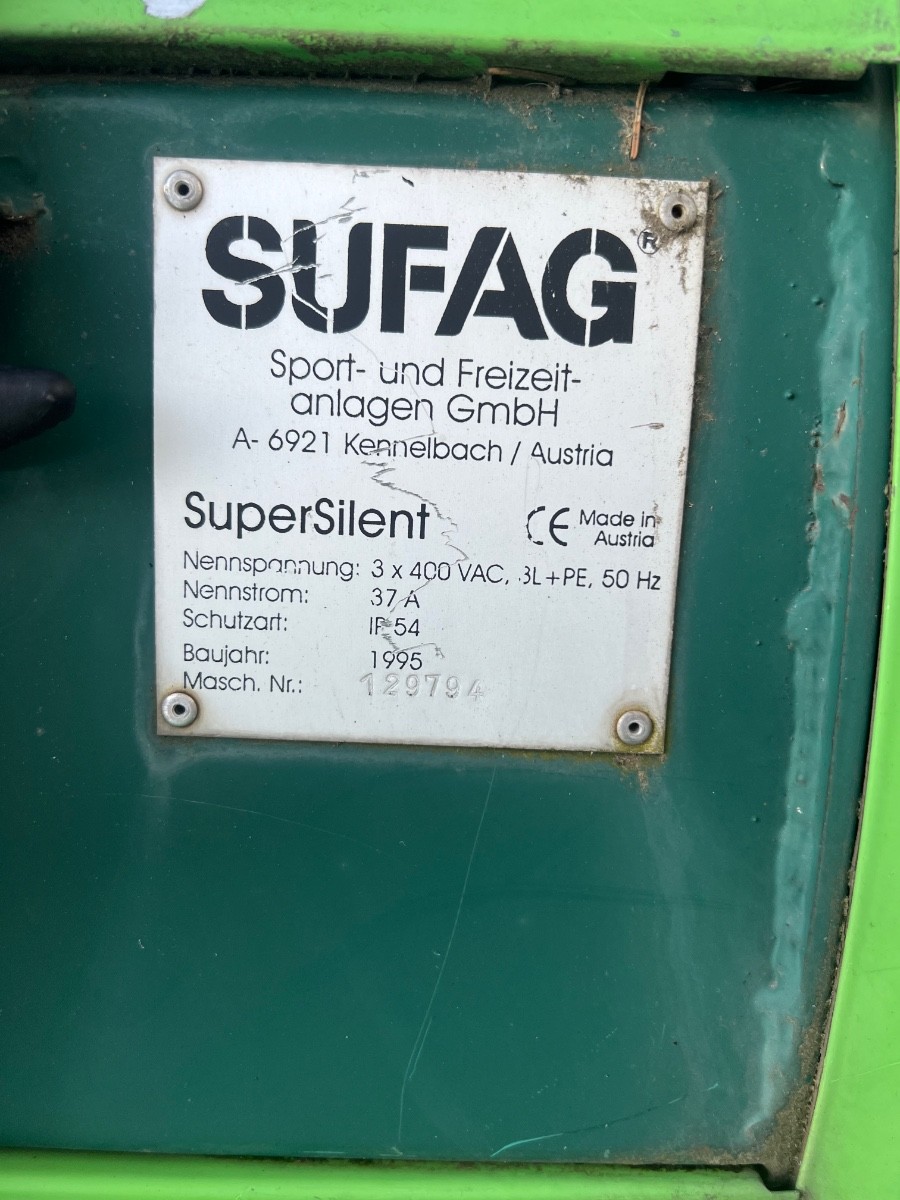 SUFAG®
Sport- und Freizeit-
anlagen GmbH
A- 6921 Kennelbach / Austria
SuperSilent
CE Made in
Austria
Nennspannung: 3 x 400 VAC, 3L+PE, 50 Hz
Nennstrom: 37 A
Schutzart: IP 54
Baujahr: 1995
Masch. Nr.: 129794